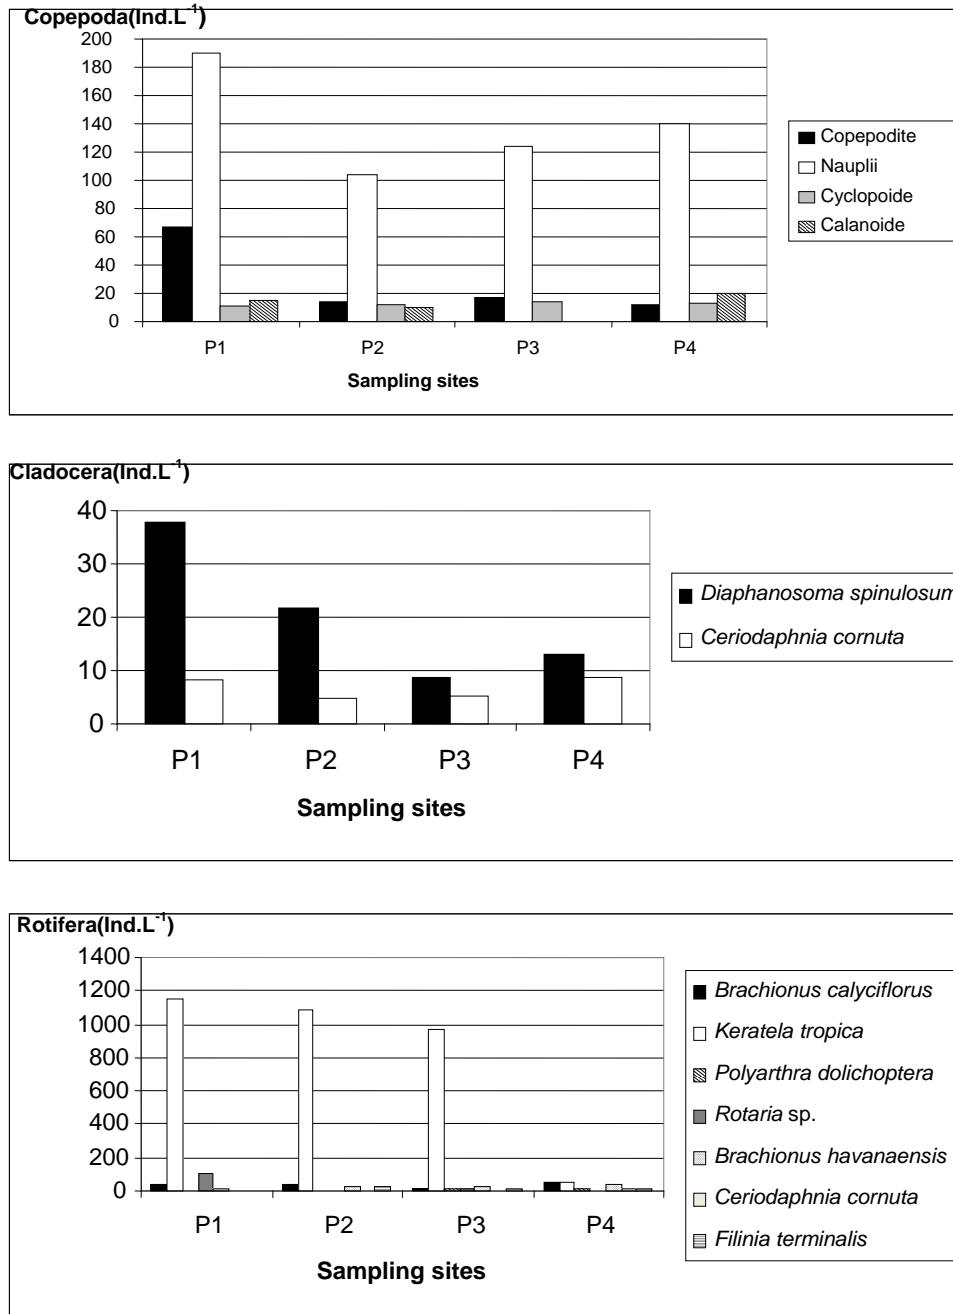 Copepoda(Ind.L⁻¹)
200
180
160
140
120
100
80
60
40
20
0
P1 P2 P3 P4
Sampling sites
Copepodite
Nauplii
Cyclopoide
Calanoide
Cladocera(Ind.L⁻¹)
40
30
20
10
0
P1 P2 P3 P4
Sampling sites
Diaphanosoma spinulosum
Ceriodaphnia cornuta
Rotifera(Ind.L⁻¹)
1400
1200
1000
800
600
400
200
0
P1 P2 P3 P4
Sampling sites
Brachionus calyciflorus
Keratela tropica
Polyarthra dolichoptera
Rotaria sp.
Brachionus havanaensis
Ceriodaphnia cornuta
Filinia terminalis